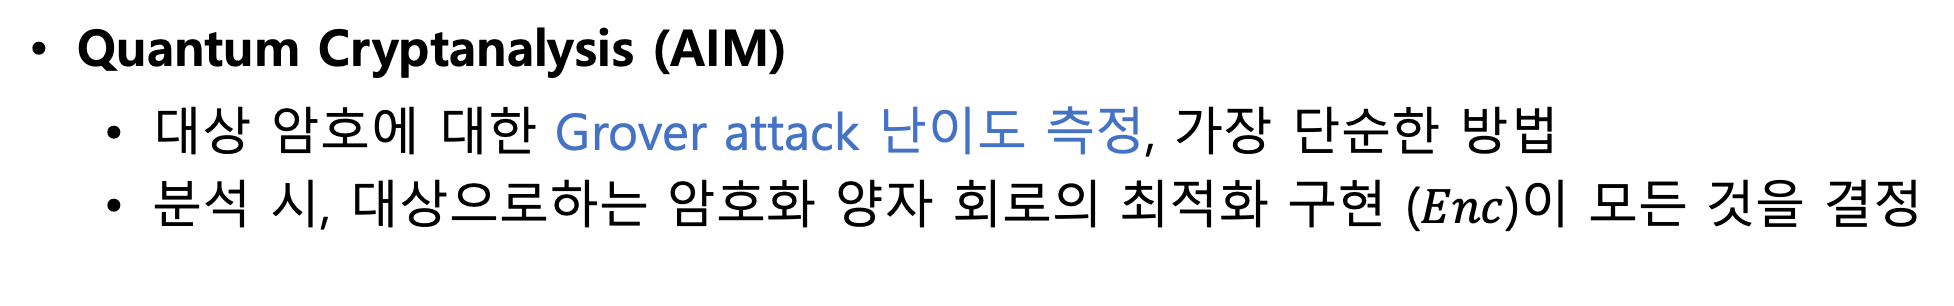 • Quantum Cryptanalysis (AIM)
• 대상 암호에 대한 Grover attack 난이도 측정, 가장 단순한 방법
• 분석 시, 대상으로하는 암호화 양자 회로의 최적화 구현 (Enc)이 모든 것을 결정